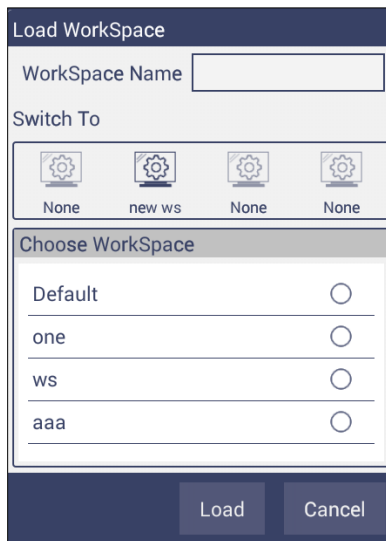 Load WorkSpace
WorkSpace Name
Switch To
None new ws None None
Choose WorkSpace
Default
one
ws
aaa
Load Cancel